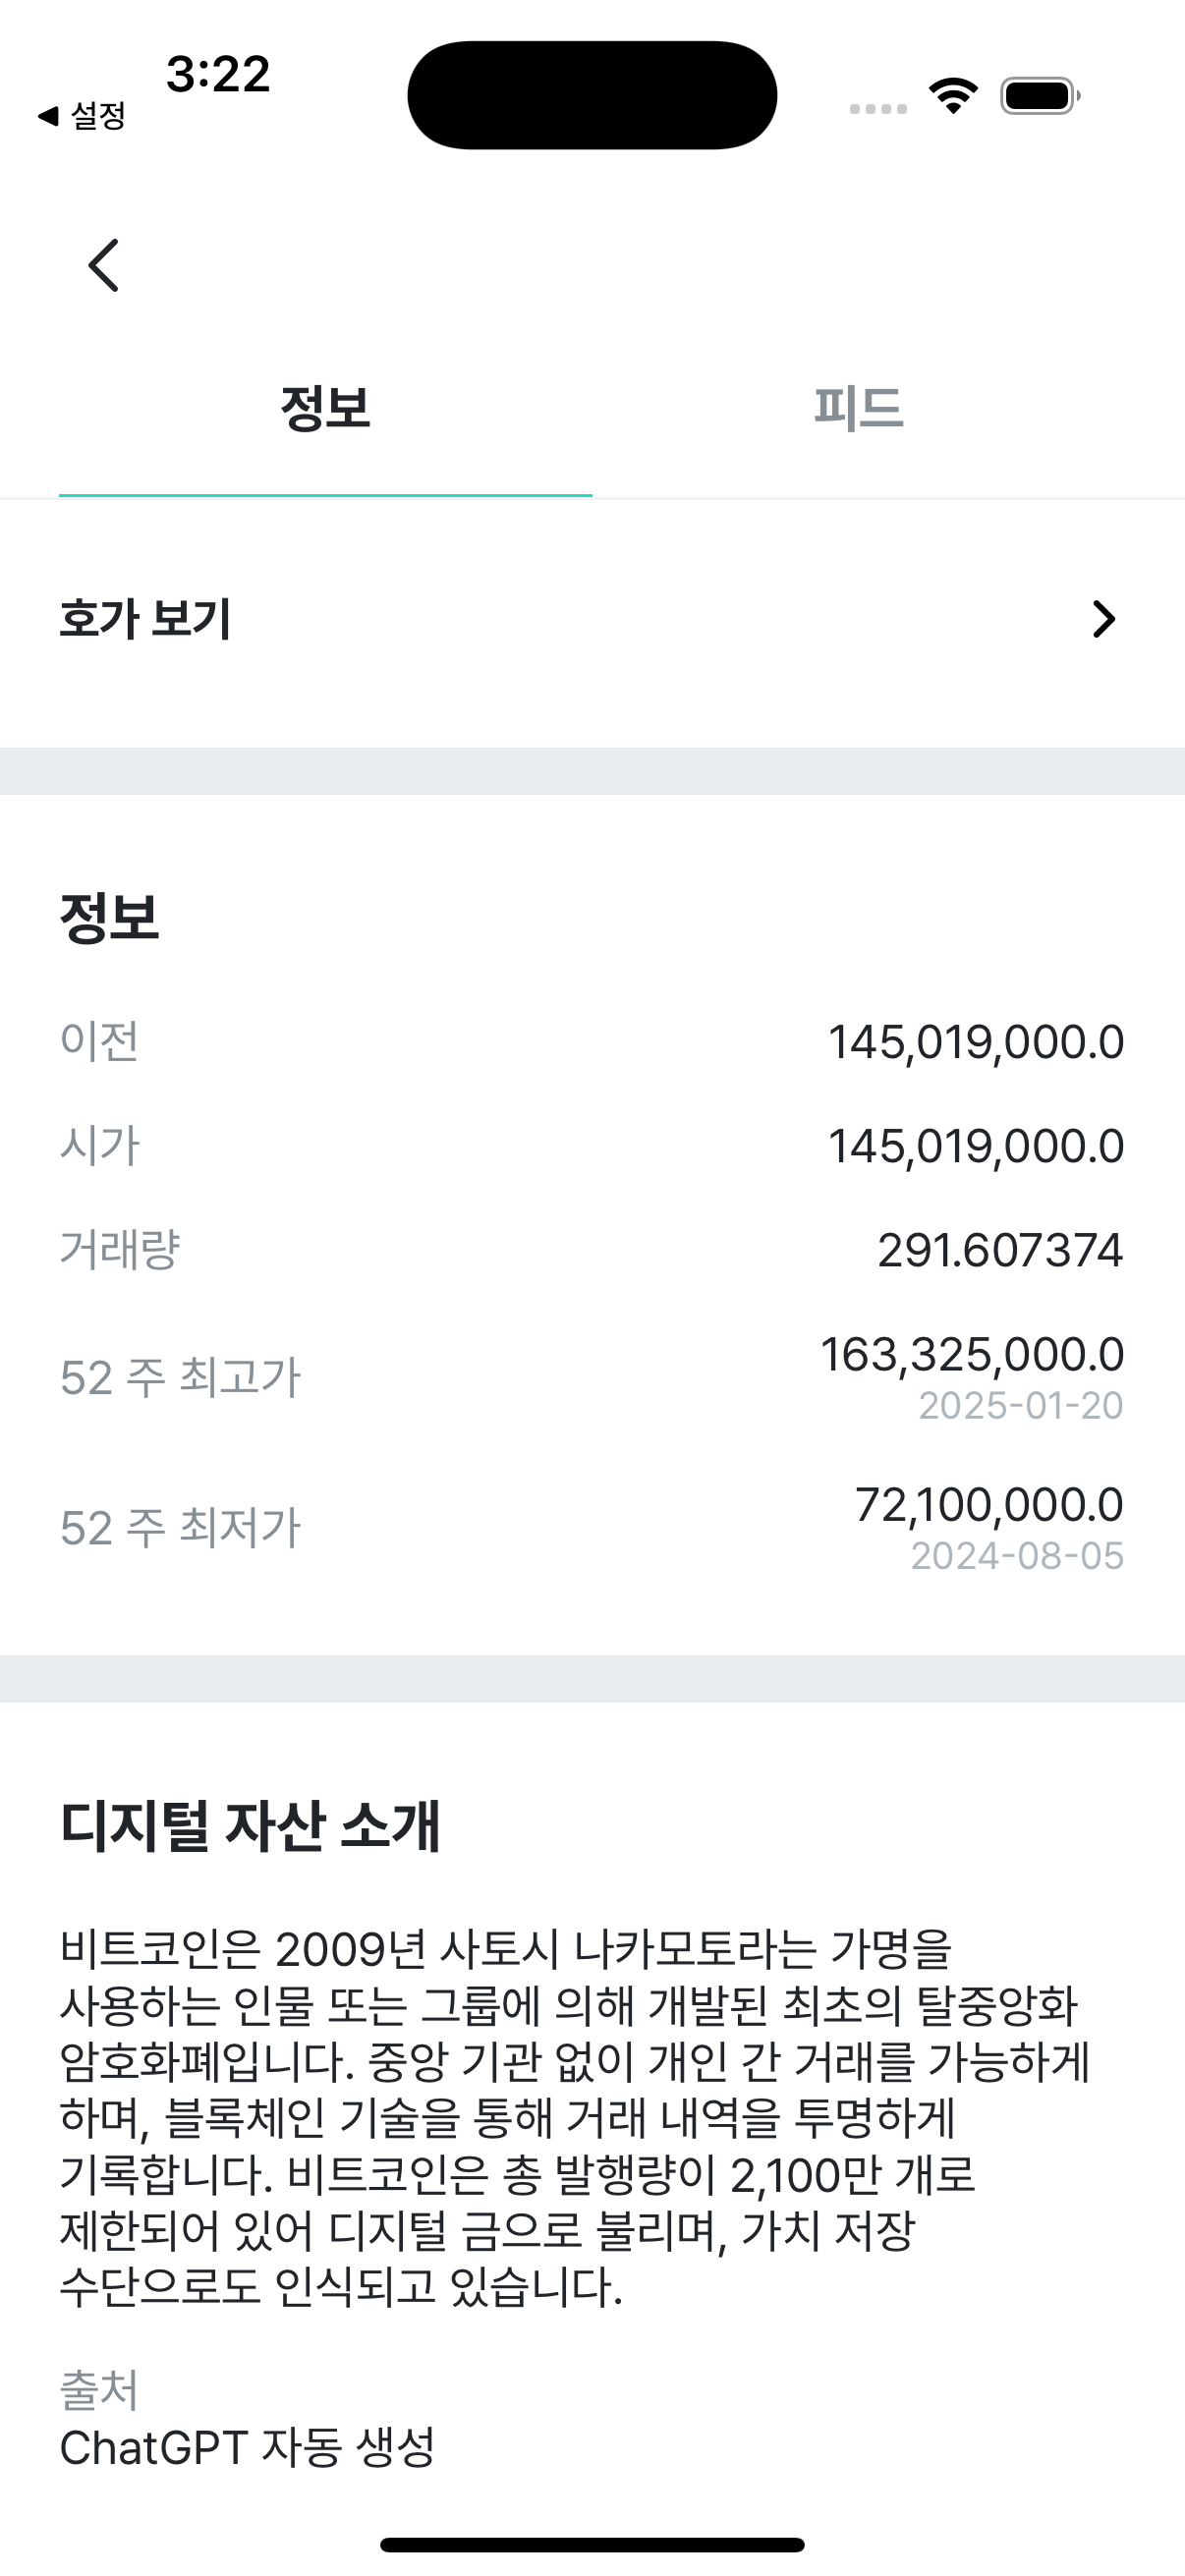 3:22
◀ 설정
정보
피드
호가 보기
정보
이전 145,019,000.0
시가 145,019,000.0
거래량 291.607374
52 주 최고가 163,325,000.0
2025-01-20
52 주 최저가 72,100,000.0
2024-08-05
디지털 자산 소개
비트코인은 2009년 사토시 나카모토라는 가명을
사용하는 인물 또는 그룹에 의해 개발된 최초의 탈중앙화
암호화폐입니다. 중앙 기관 없이 개인 간 거래를 가능하게
하며, 블록체인 기술을 통해 거래 내역을 투명하게
기록합니다. 비트코인은 총 발행량이 2,100만 개로
제한되어 있어 디지털 금으로 불리며, 가치 저장
수단으로도 인식되고 있습니다.
출처
ChatGPT 자동 생성